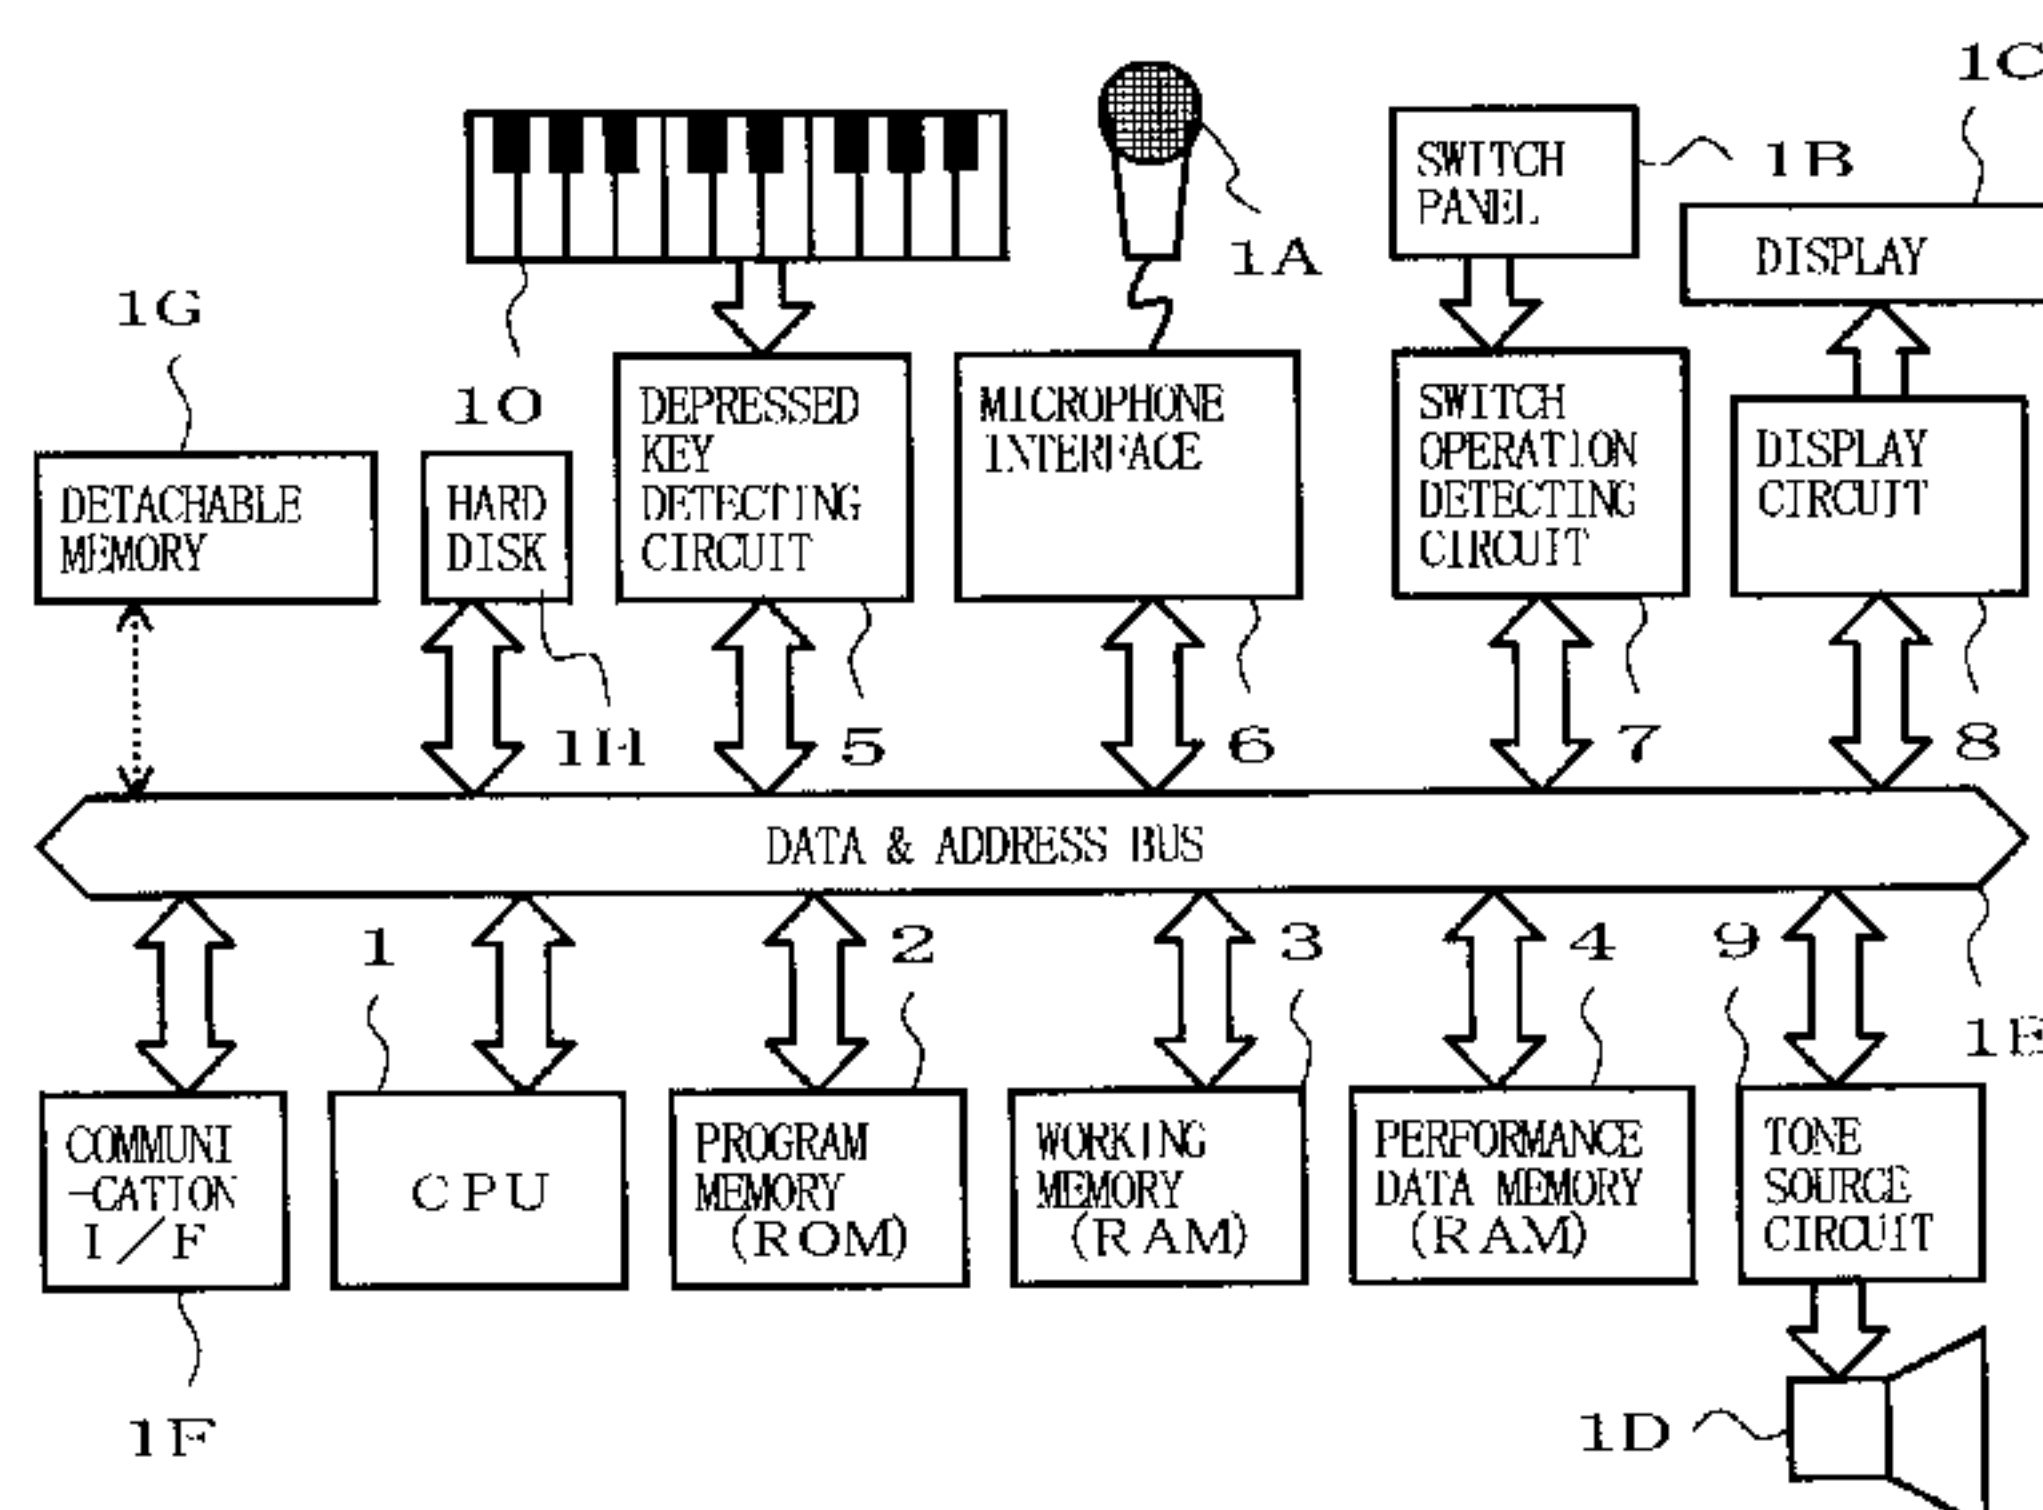 1C
SWITCH
PANEL
1B
1A
DISPLAY
1G
10
DEPRESSED
KEY
DETECTING
CIRCUIT
MICROPHONE
INTERFACE
SWITCH
OPERATION
DETECTING
CIRCUIT
DISPLAY
CIRCUIT
DETACHABLE
MEMORY
HARD
DISK
1H
5
6
7
8
DATA & ADDRESS BUS
1
2
3
4
9
1E
COMMUNI
-CATION
I/F
CPU
PROGRAM
MEMORY
(ROM)
WORKING
MEMORY
(RAM)
PERFORMANCE
DATA MEMORY
(RAM)
TONE
SOURCE
CIRCUIT
1F
1D